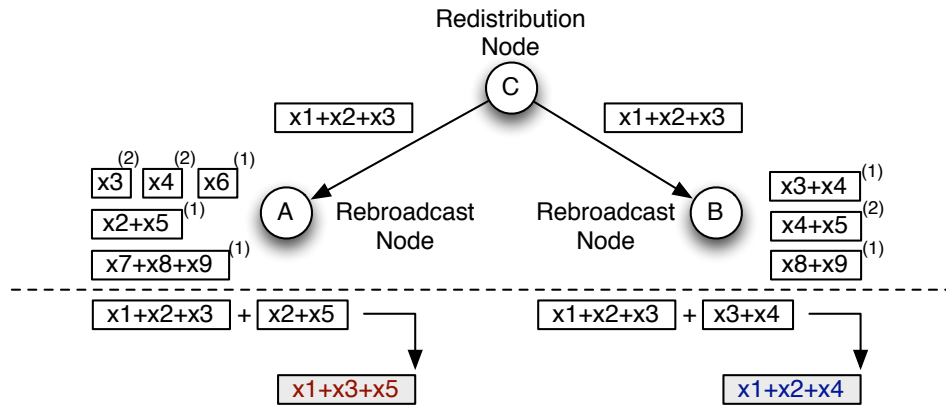 Redistribution
Node
C
x1+x2+x3
x1+x2+x3
x3(2) x4(2) x6(1)
x2+x5(1)
x7+x8+x9(1)
A
Rebroadcast
Node
Rebroadcast
Node
B
x3+x4(1)
x4+x5(2)
x8+x9(1)
x1+x2+x3 + x2+x5
x1+x3+x5
x1+x2+x3 + x3+x4
x1+x2+x4